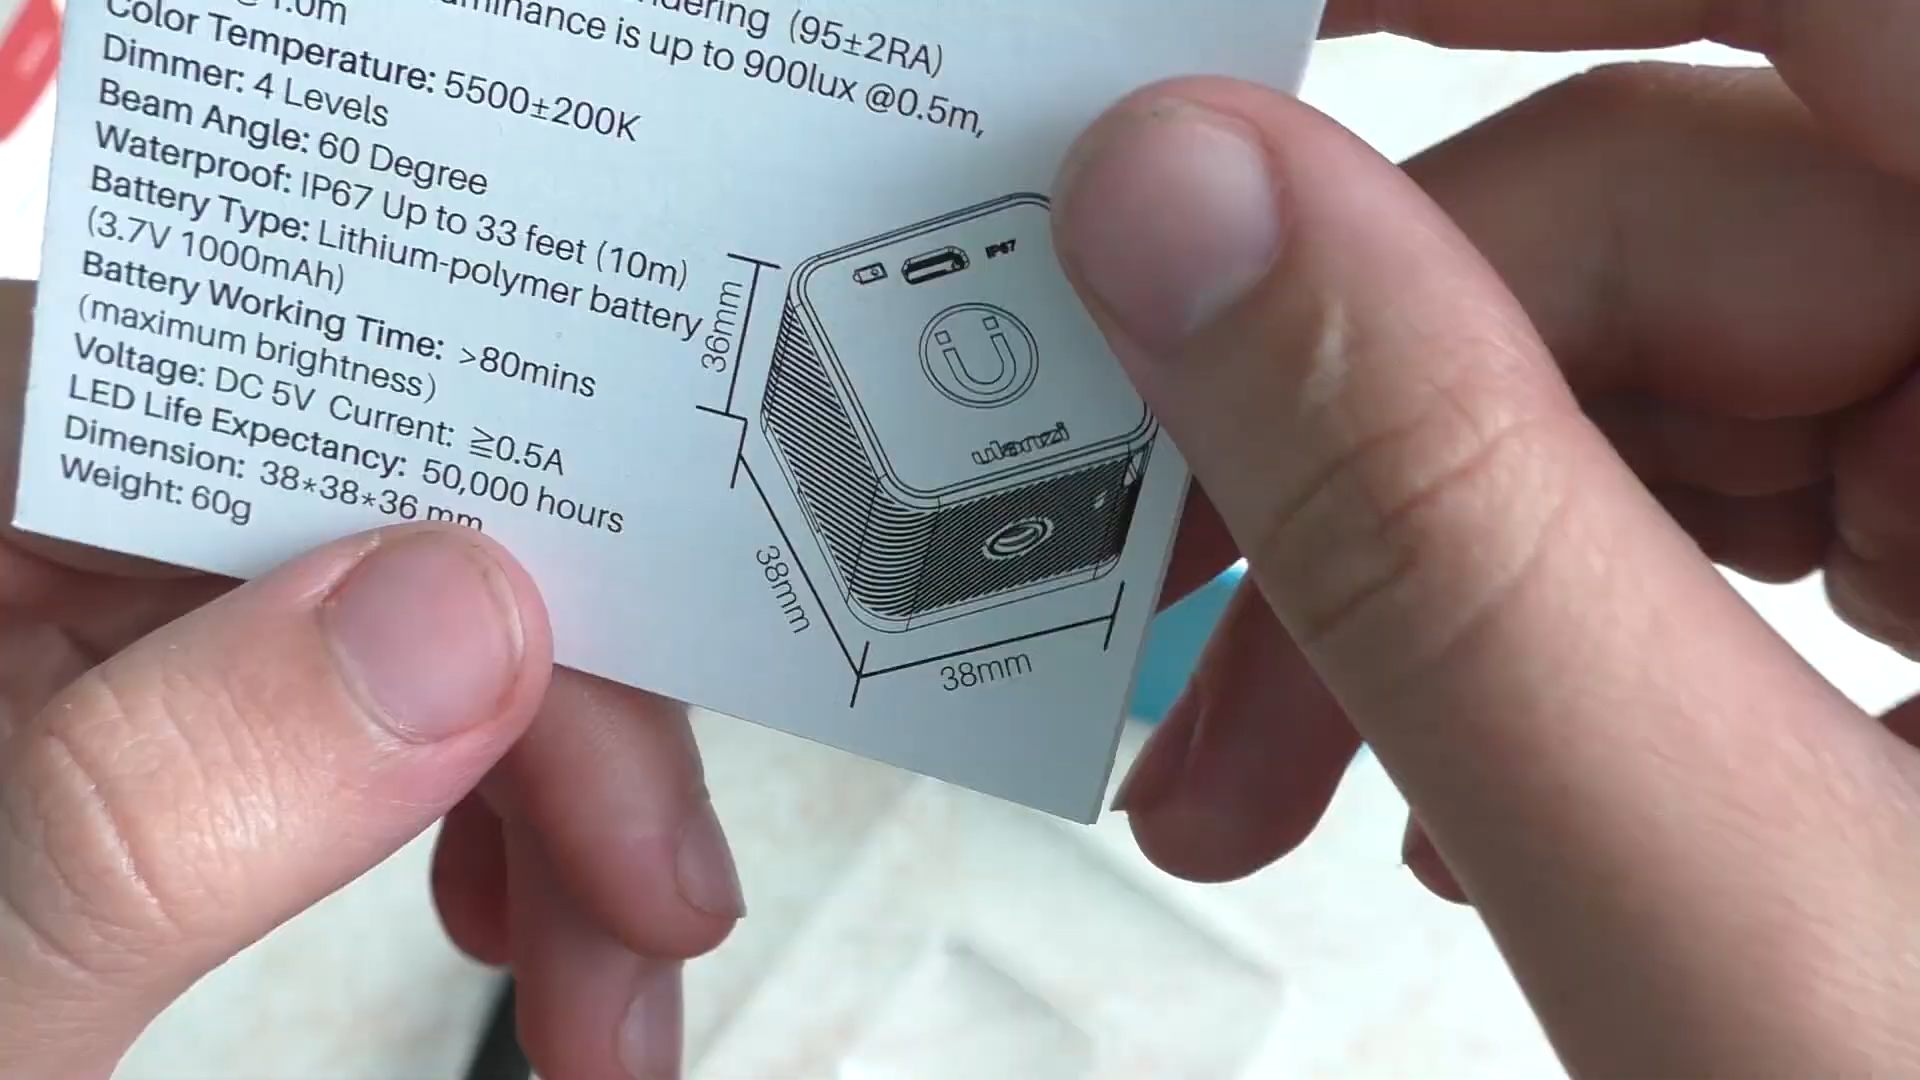 (95±2RA)
is up to 900lux @0.5m,
Color Temperature: 5500±200K
Dimmer: 4 Levels
Beam Angle: 60 Degree
Waterproof: IP67 Up to 33 feet (10m)
Battery Type: Lithium-polymer battery
(3.7V 1000mAh)
Battery Working Time: >80mins
(maximum brightness)
Voltage: DC 5V Current: ≧0.5A
LED Life Expectancy: 50,000 hours
Dimension: 38*38*36 mm
Weight: 60g
IP67
ulanzi
36mm
38mm
38mm